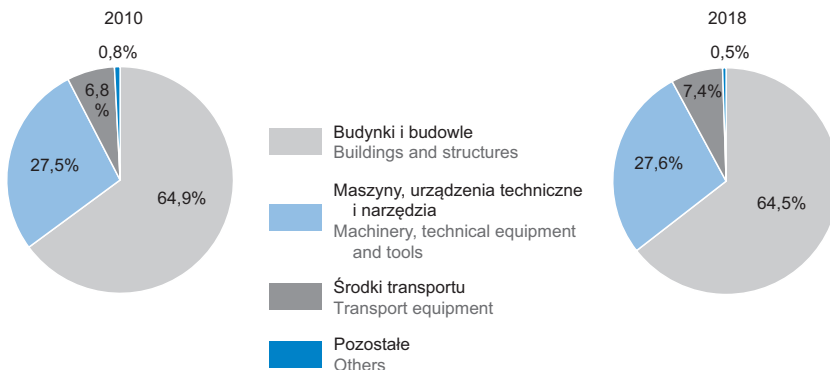 2010
0,8%
6,8
%
27,5%
64,9%
Budynki i budowle
Buildings and structures
Maszyny, urządzenia techniczne
i narzędzia
Machinery, technical equipment
and tools
Środki transportu
Transport equipment
Pozostałe
Others
2018
0,5%
7,4%
27,6%
64,5%